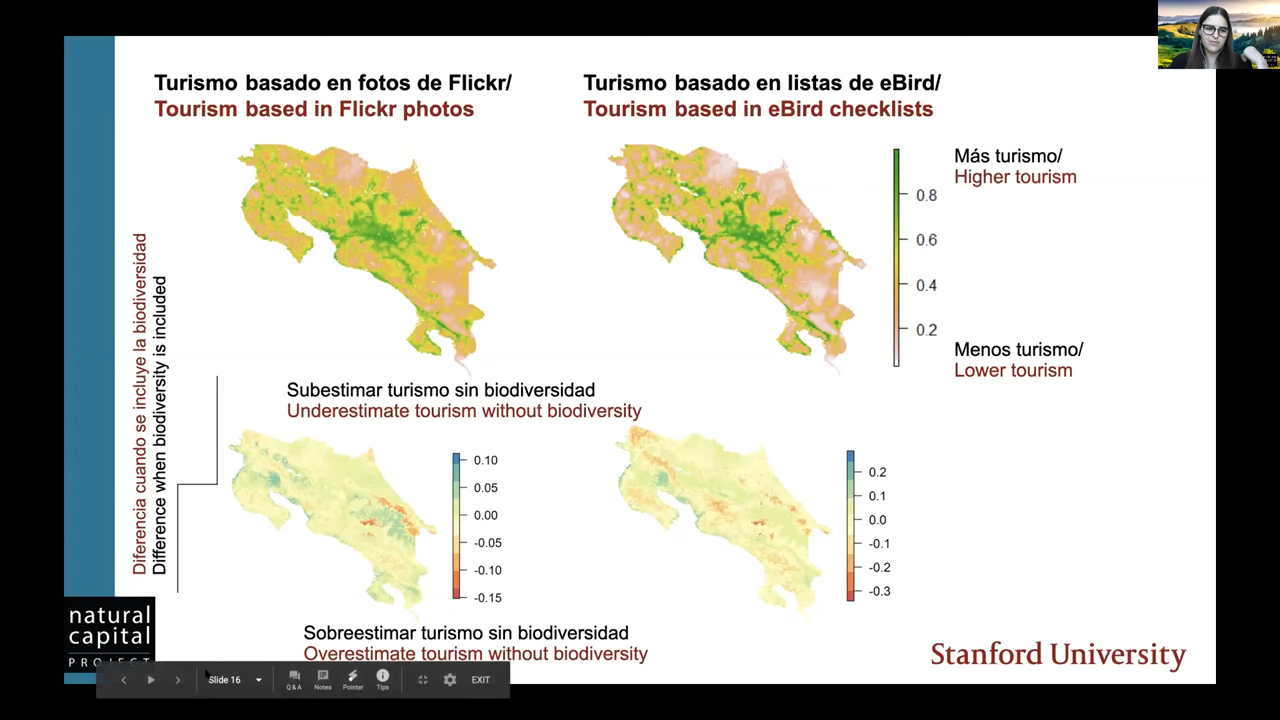 Turismo basado en fotos de Flickr/
Tourism based in Flickr photos
Turismo basado en listas de eBird/
Tourism based in eBird checklists
Más turismo/
Higher tourism
0.8
0.6
0.4
0.2
Menos turismo/
Lower tourism
Diferencia cuando se incluye la biodiversidad
Difference when biodiversity is included
Subestimar turismo sin biodiversidad
Underestimate tourism without biodiversity
0.10
0.05
0.00
-0.05
-0.10
-0.15
0.2
0.1
0.0
-0.1
-0.2
-0.3
Sobreestimar turismo sin biodiversidad
Overestimate tourism without biodiversity
natural
capital
PROJECT
Stanford University
Slide 16
Q & A
Notes
Pointer
Tips
EXIT